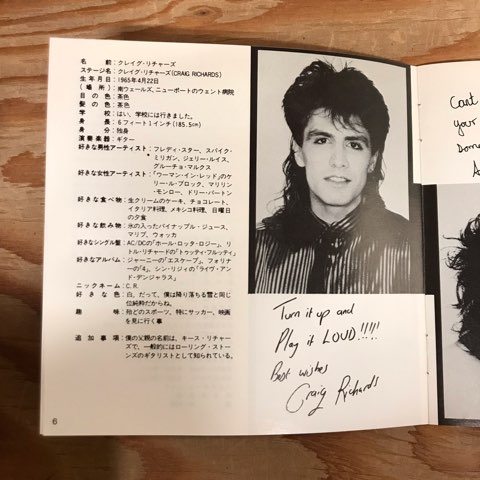 名　　　前：クレイグ・リチャーズ
ステージ名：クレイグ・リチャーズ(CRAIG RICHARDS)
生年月日：1965年4月22日
(場　所)：南ウェールズ、ニューポートのウェント病院
目の色：茶色
髪の色：茶色
学　　校：はい、学校には行きました。
身　　長：6フィート1インチ(185.5cm)
身　　分：独身
演奏楽器：ギター
好きな男性アーティスト：フレディ・スター、スパイク・
ミリガン、ジェリー・ルイス、
グルーチョ・マルクス
好きな女性アーティスト：「ウーマン・イン・レッド」のケ
リー・ル・ブロック、マリリン・
モンロー、ドリー・パートン
好きな食べ物：生クリームのケーキ、チョコレート、
イタリア料理、メキシコ料理、日曜日
の夕食
好きな飲み物：氷の入ったパイナップル・ジュース、
マリブ、ウォッカ
好きなシングル盤：AC/DCの「ホール・ロッタ・ロジー」、リ
トル・リチャードの「トゥッティ・フルッティ」
好きなアルバム：ジャーニーの「エスケープ」、フォリナ
ーの「4」、シン・リジィの「ライヴ・アン
ド・デンジャラス」
ニックネーム：C.R.
好きな色：白、だって、僕は降り落ちる雪と同じ
位純粋だからね。
趣　　味：殆どのスポーツ、特にサッカー、映画
を見に行く事
追加事項：僕の父親の名前は、キース・リチャー
ズで、一般的にはローリング・ストー
ンズのギタリストとして知られている。
6
Turn it up and
Play it LOUD!!!!
Best wishes
Craig Richards
Cast
your
Dome
A